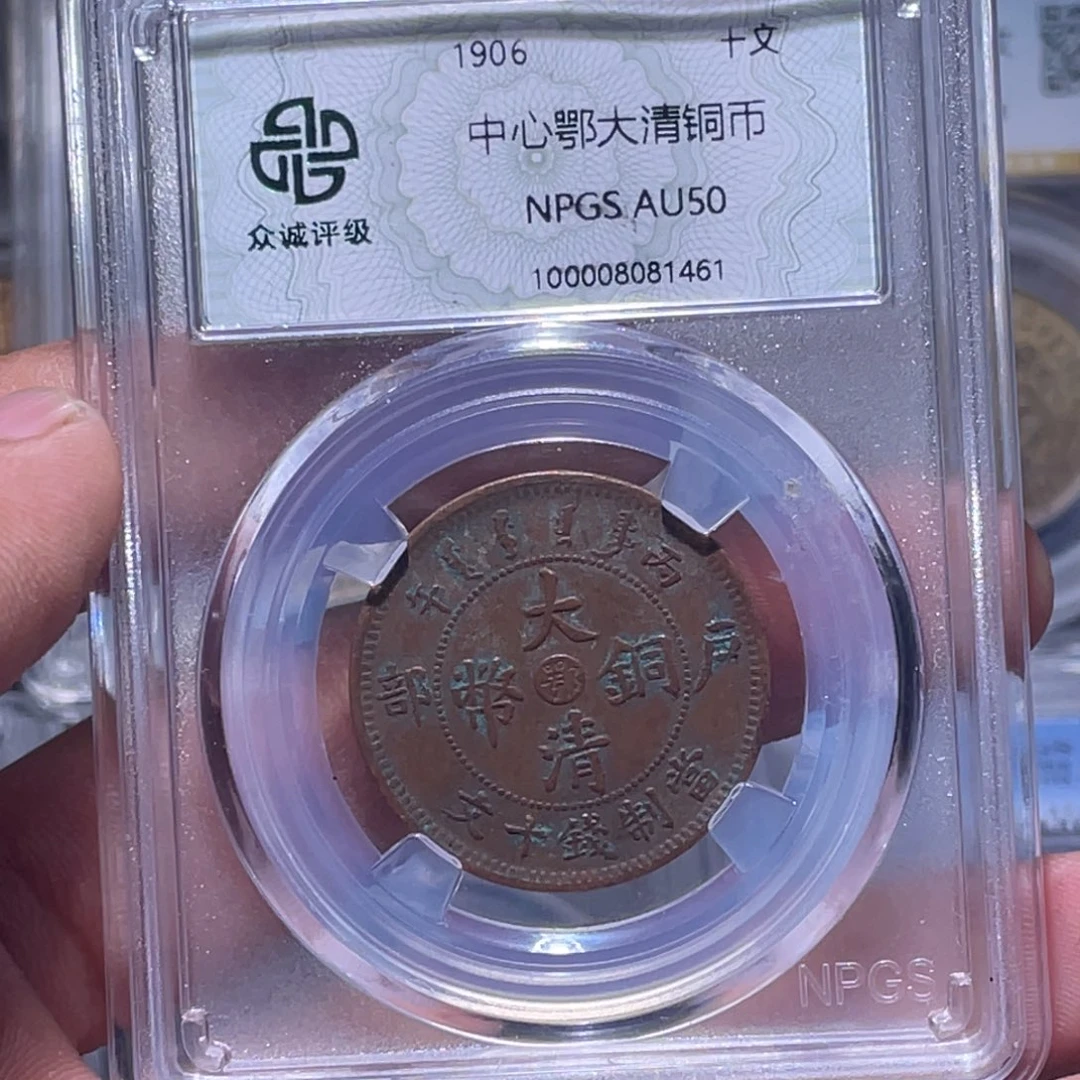 1906 十文
中心鄂大清铜币
NPGS AU50
100008081461
众诚评级
丙午
戶部
大清銅幣
鄂
當制錢十文
NPGS